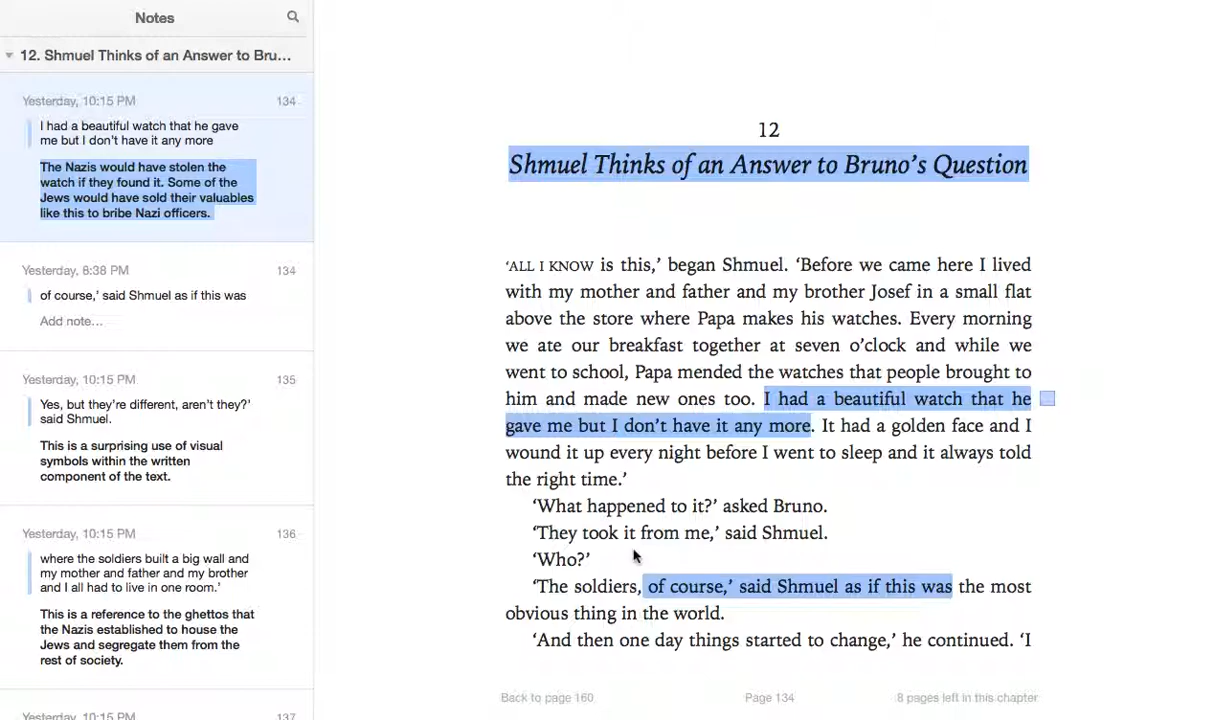 Notes
12. Shmuel Thinks of an Answer to Bru...
Yesterday, 10:15 PM 134
I had a beautiful watch that he gave
me but I don't have it any more
The Nazis would have stolen the
watch if they found it. Some of the
Jews would have sold their valuables
like this to bribe Nazi officers.
Yesterday, 8:38 PM 134
of course,' said Shmuel as if this was
Add note...
Yesterday, 10:15 PM 135
Yes, but they're different, aren't they?'
said Shmuel.
This is a surprising use of visual
symbols within the written
component of the text.
Yesterday, 10:15 PM 136
where the soldiers built a big wall and
my mother and father and my brother
and I all had to live in one room.'
This is a reference to the ghettos that
the Nazis established to house the
Jews and segregate them from the
rest of society.
Yesterday, 10:15 PM 137
12
Shmuel Thinks of an Answer to Bruno's Question
'ALL I KNOW is this,' began Shmuel. 'Before we came here I lived
with my mother and father and my brother Josef in a small flat
above the store where Papa makes his watches. Every morning
we ate our breakfast together at seven o'clock and while we
went to school, Papa mended the watches that people brought to
him and made new ones too. I had a beautiful watch that he
gave me but I don't have it any more. It had a golden face and I
wound it up every night before I went to sleep and it always told
the right time.'
'What happened to it?' asked Bruno.
'They took it from me,' said Shmuel.
'Who?'
'The soldiers, of course,' said Shmuel as if this was the most
obvious thing in the world.
'And then one day things started to change,' he continued. 'I
Back to page 160 Page 134 8 pages left in this chapter